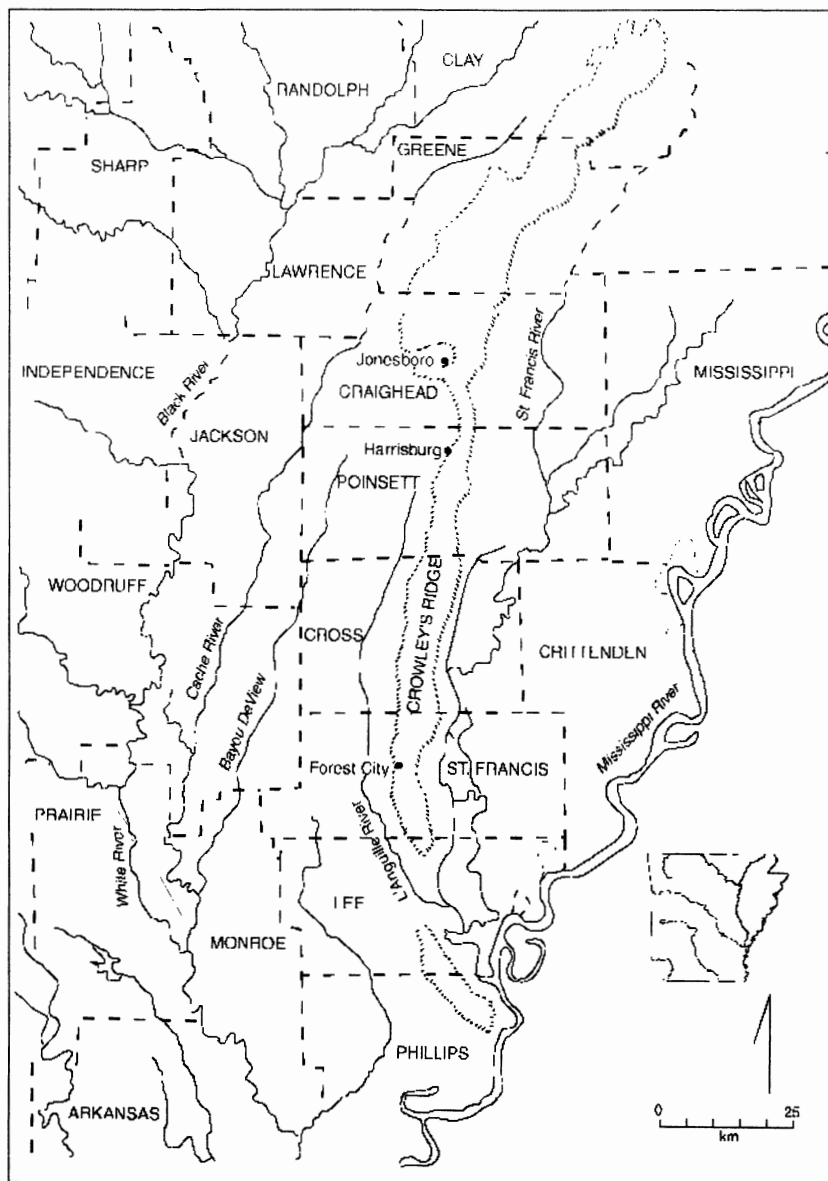 CLAY
RANDOLPH
GREENE
SHARP
LAWRENCE
St. Francis River
Jonesboro
INDEPENDENCE
MISSISSIPPI
Black River
CRAIGHEAD
JACKSON
Harrisburg
POINSETT
WOODRUFF
CROWLEY'S RIDGE
CROSS
Cache River
CRITTENDEN
Bayou DeView
Mississippi River
Forest City
ST. FRANCIS
PRAIRIE
White River
L'Anguille River
LEE
MONROE
PHILLIPS
ARKANSAS
0 25
km